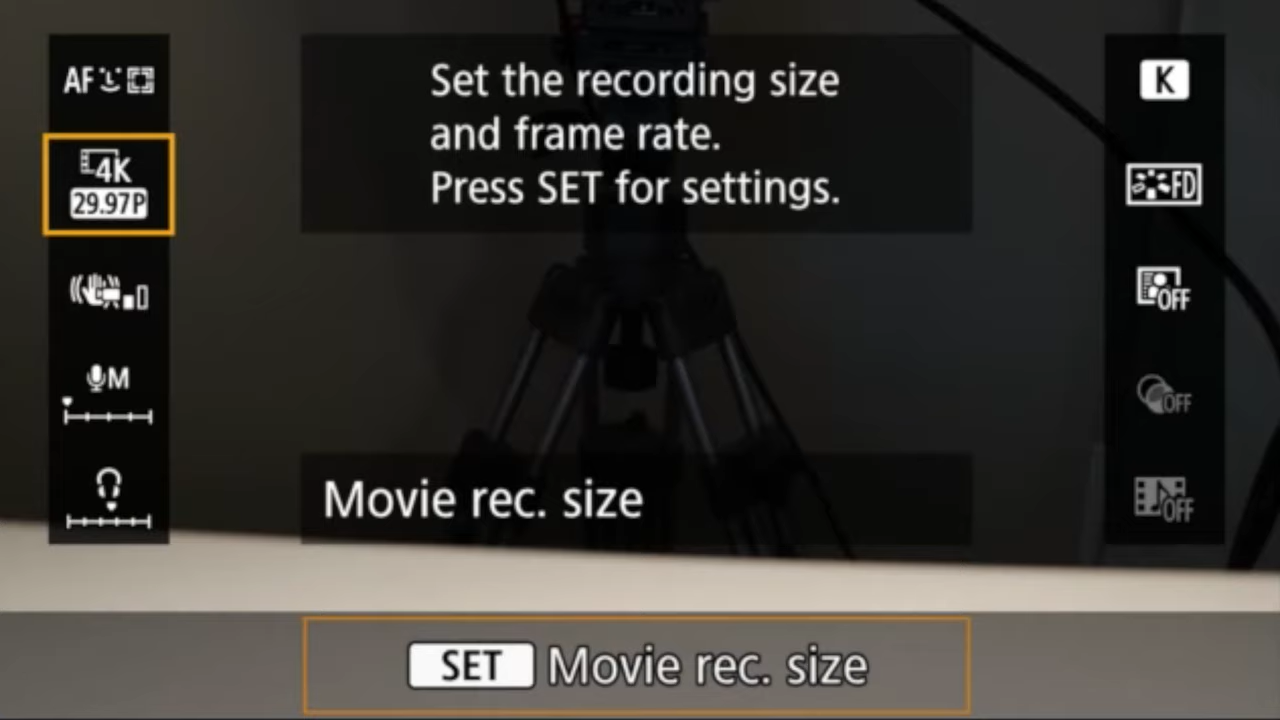 AF
4K
29.97P
M
Set the recording size
and frame rate.
Press SET for settings.
Movie rec. size
K
FD
OFF
OFF
OFF
SET Movie rec. size